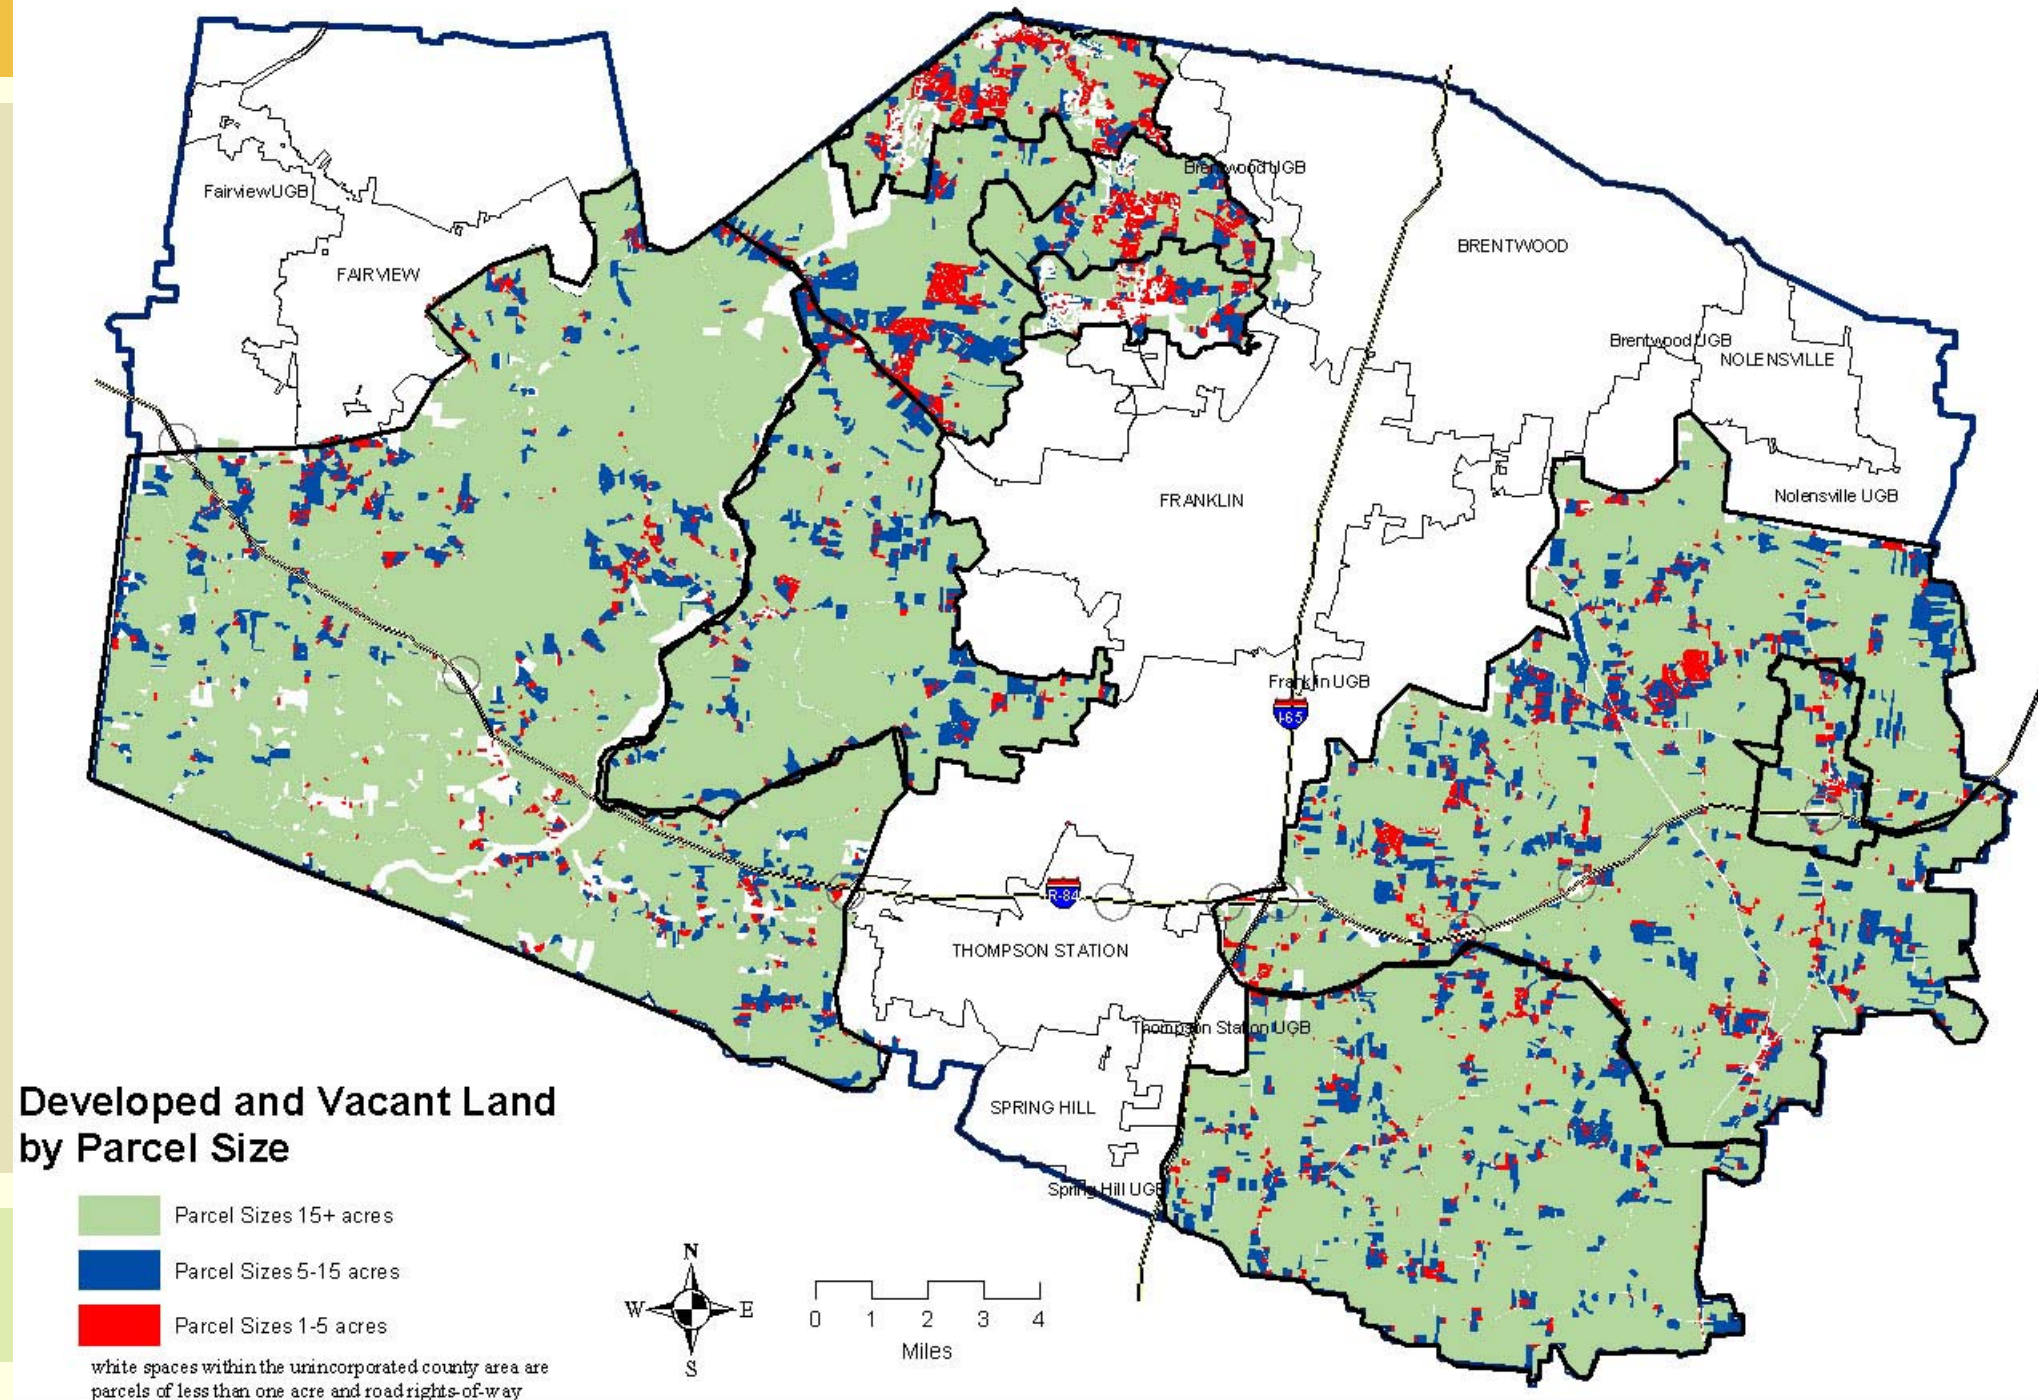 FairviewUGB
FAIRVIEW
Brentwood UGB
BRENTWOOD
Brentwood UGB
NOLENSVILLE
Nolensville UGB
FRANKLIN
Franklin UGB
I-65
R-84
THOMPSON STATION
Thompson Station UGB
SPRING HILL
Spring Hill UGB
Developed and Vacant Land
by Parcel Size
Parcel Sizes 15+ acres
Parcel Sizes 5-15 acres
Parcel Sizes 1-5 acres
white spaces within the unincorporated county area are
parcels of less than one acre and road rights-of-way
N
W E
S
0 1 2 3 4
Miles